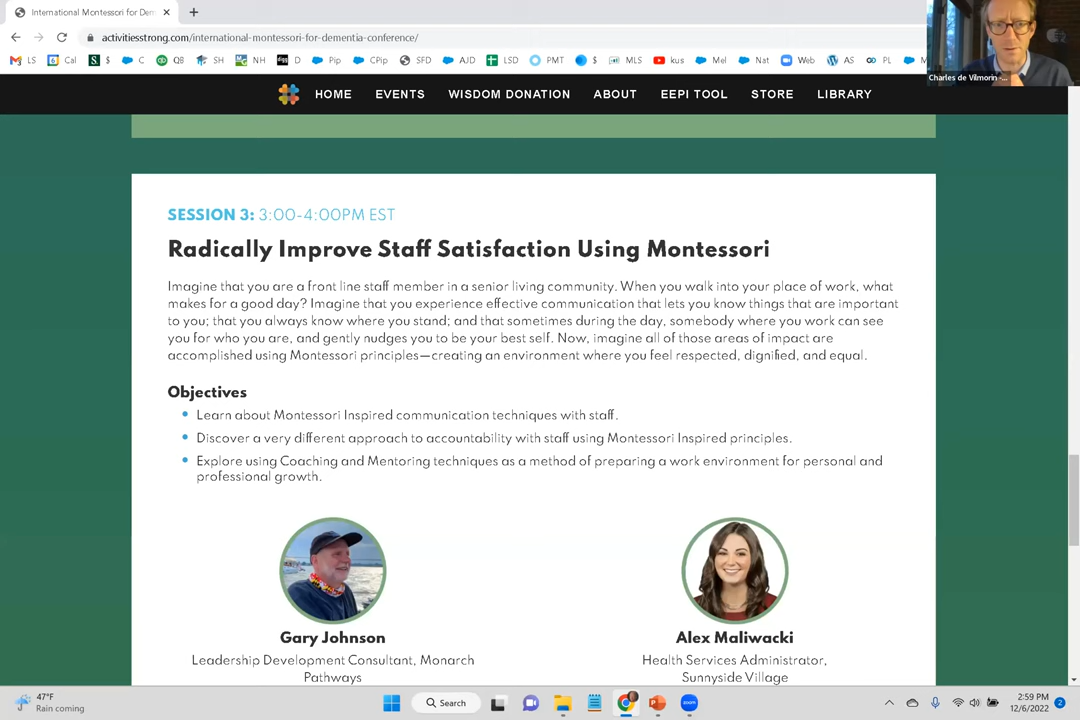 International Montessori for Dem
activitiesstrong.com/international-montessori-for-dementia-conference/
LS Cal $ C QB SH NH D Pip CPip SFD AJD LSD PMT $ MLS kus Mel Nat Web AS PL
Charles de Vilmorin -...
HOME EVENTS WISDOM DONATION ABOUT EEPI TOOL STORE LIBRARY
SESSION 3: 3:00-4:00PM EST
Radically Improve Staff Satisfaction Using Montessori
Imagine that you are a front line staff member in a senior living community. When you walk into your place of work, what
makes for a good day? Imagine that you experience effective communication that lets you know things that are important
to you; that you always know where you stand; and that sometimes during the day, somebody where you work can see
you for who you are, and gently nudges you to be your best self. Now, imagine all of those areas of impact are
accomplished using Montessori principles—creating an environment where you feel respected, dignified, and equal.
Objectives
Learn about Montessori Inspired communication techniques with staff.
Discover a very different approach to accountability with staff using Montessori Inspired principles.
Explore using Coaching and Mentoring techniques as a method of preparing a work environment for personal and
professional growth.
Gary Johnson
Leadership Development Consultant, Monarch
Pathways
Alex Maliwacki
Health Services Administrator,
Sunnyside Village
47°F
Rain coming
Search
2:59 PM
12/6/2022
2